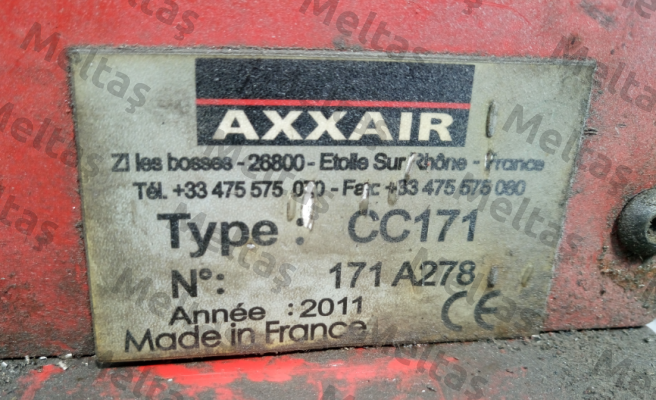 AXXAIR
ZI les bosses - 26800 - Etoile Sur Rhône - France
Tél. +33 475 575 070 - Fax: +33 475 575 080
Type : CC171
N°: 171 A278
Année : 2011
CE
Made in France
Meltaş